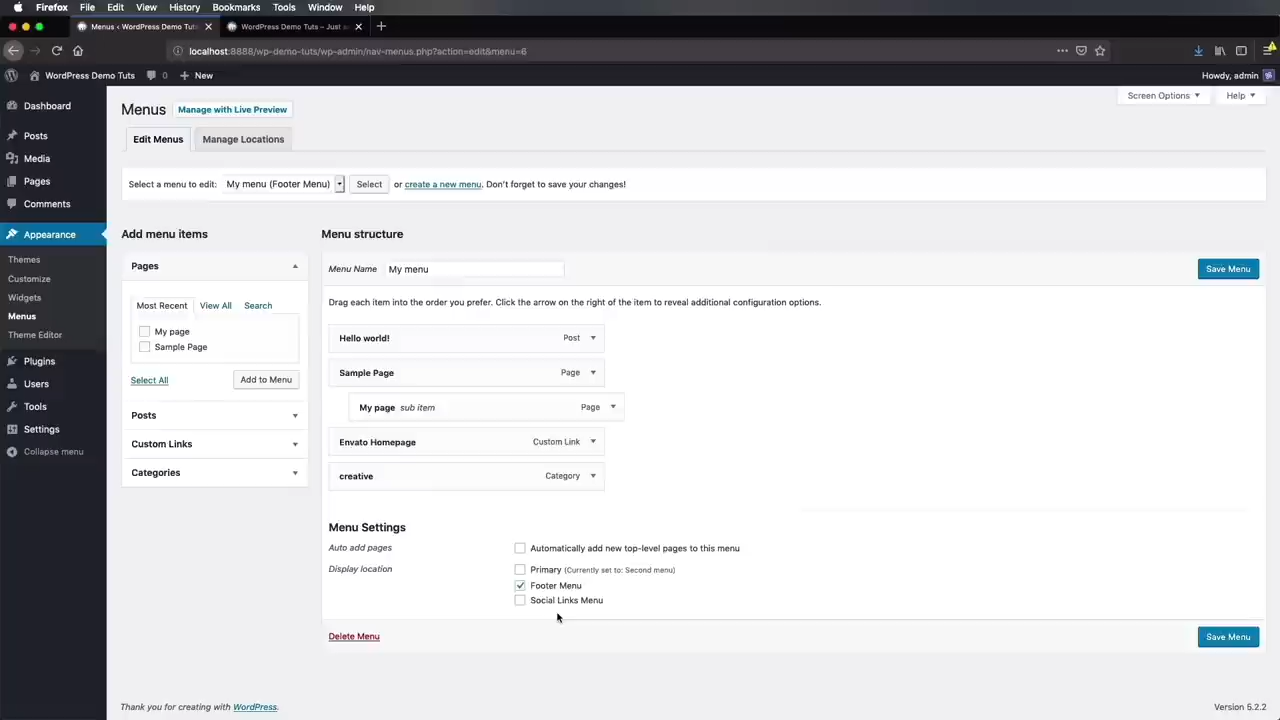 Firefox File Edit View History Bookmarks Tools Window Help
Menus ‹ WordPress Demo Tut
WordPress Demo Tuts – Just
localhost:8888/wp-demo-tuts/wp-admin/nav-menus.php?action=edit&menu=6
WordPress Demo Tuts 0 New Howdy, admin
Screen Options Help
Dashboard
Posts
Media
Pages
Comments
Appearance
Themes
Customize
Widgets
Menus
Theme Editor
Plugins
Users
Tools
Settings
Collapse menu
Menus Manage with Live Preview
Edit Menus Manage Locations
Select a menu to edit: My menu (Footer Menu) Select or create a new menu. Don't forget to save your changes!
Add menu items
Pages
Most Recent View All Search
My page
Sample Page
Select All Add to Menu
Posts
Custom Links
Categories
Menu structure
Menu Name My menu Save Menu
Drag each item into the order you prefer. Click the arrow on the right of the item to reveal additional configuration options.
Hello world! Post
Sample Page Page
My page sub item Page
Envato Homepage Custom Link
creative Category
Menu Settings
Auto add pages Automatically add new top-level pages to this menu
Display location Primary (Currently set to: Second menu)
Footer Menu
Social Links Menu
Delete Menu Save Menu
Thank you for creating with WordPress. Version 5.2.2